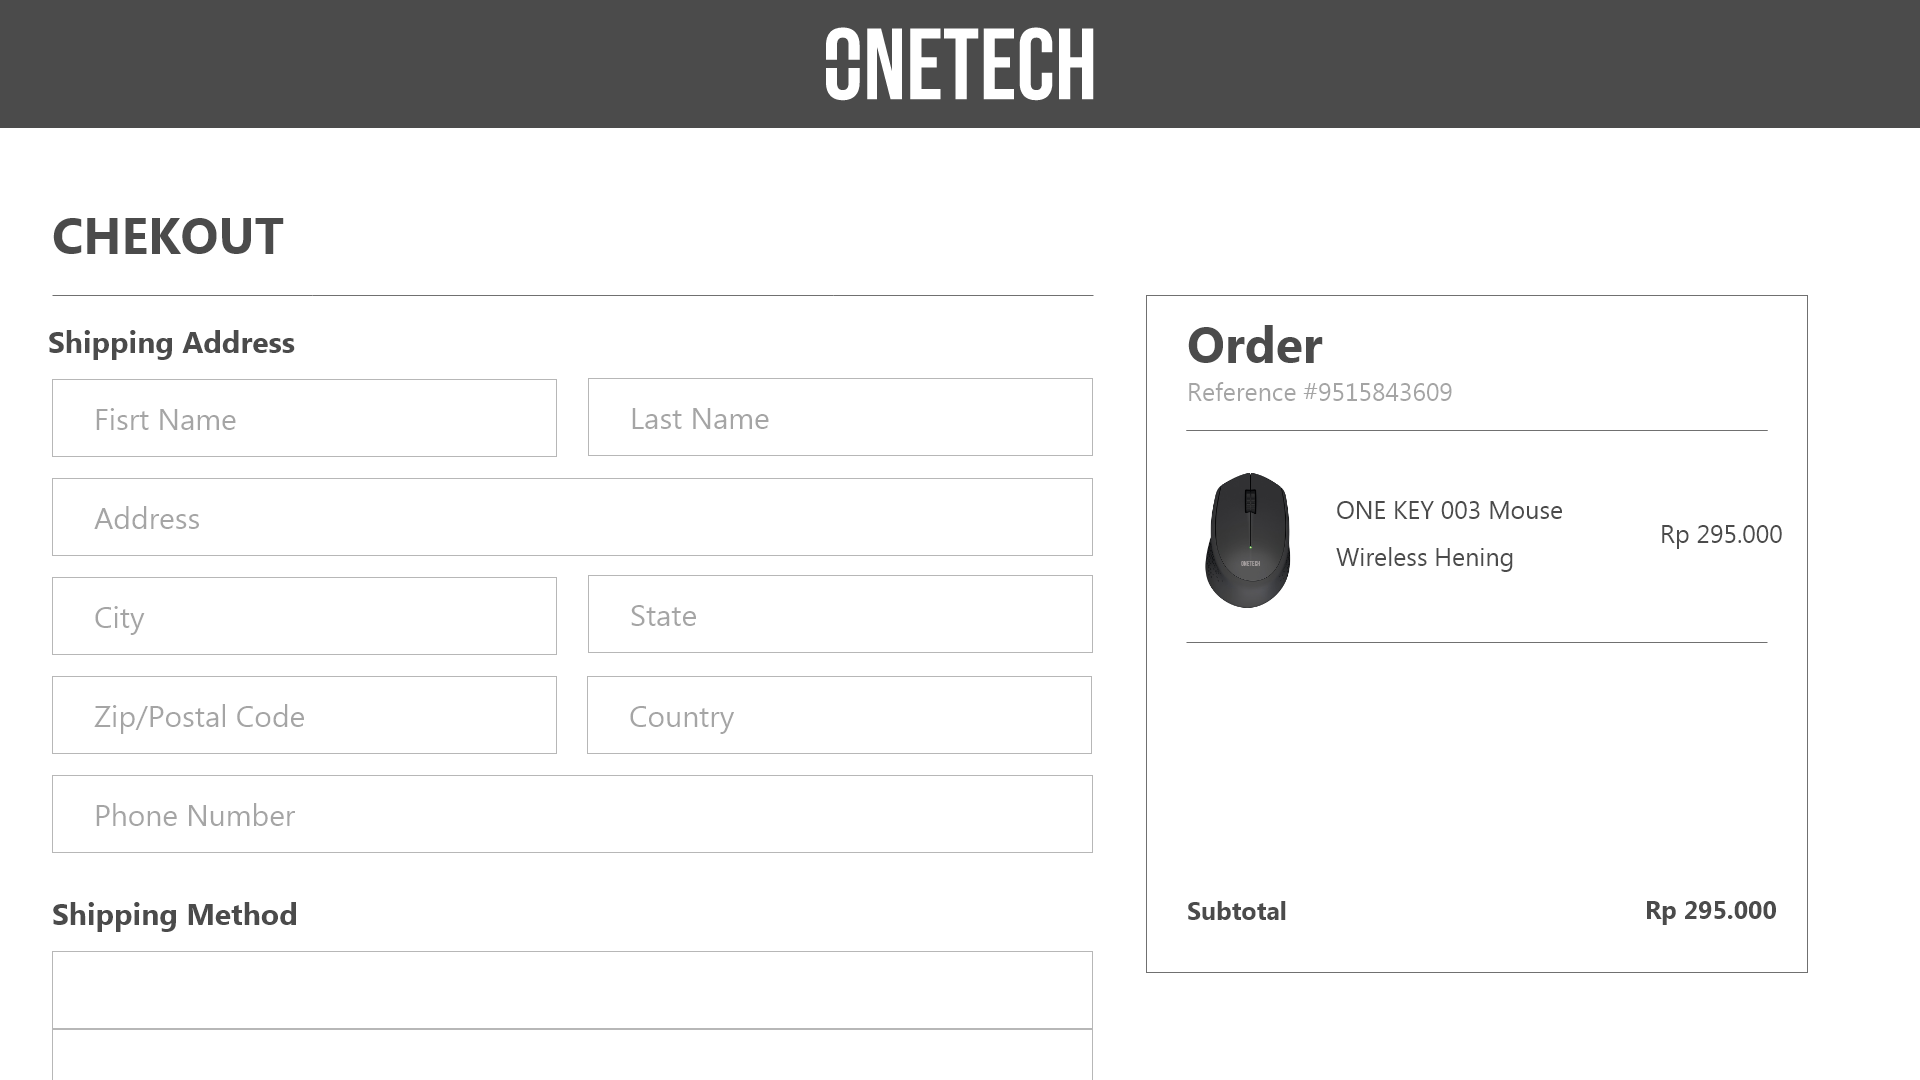 ONETECH
CHEKOUT
Shipping Address
Fisrt Name
Last Name
Address
City
State
Zip/Postal Code
Country
Phone Number
Shipping Method
Order
Reference #9515843609
ONETECH
ONE KEY 003 Mouse
Wireless Hening
Rp 295.000
Subtotal
Rp 295.000